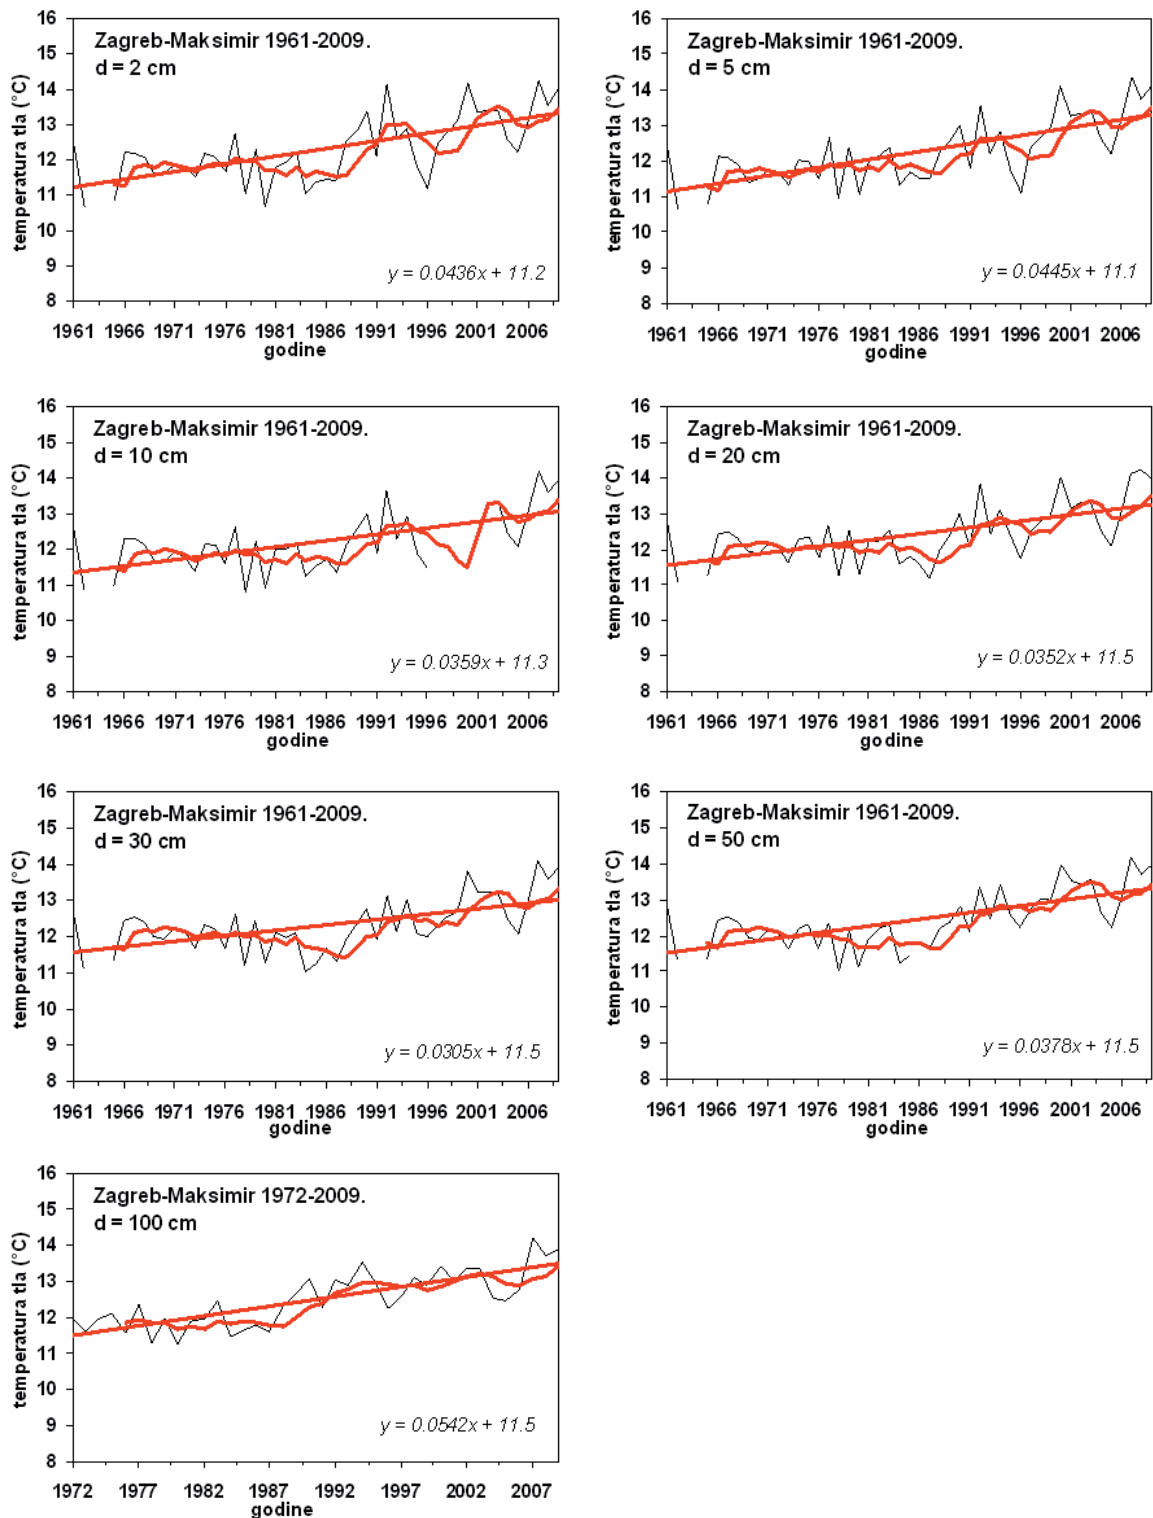 Zagreb-Maksimir 1961-2009.
d = 2 cm
temperatura tla (°C)
16
15
14
13
12
11
10
9
8
y = 0.0436x + 11.2
1961 1966 1971 1976 1981 1986 1991 1996 2001 2006
godine
Zagreb-Maksimir 1961-2009.
d = 5 cm
temperatura tla (°C)
16
15
14
13
12
11
10
9
8
y = 0.0445x + 11.1
1961 1966 1971 1976 1981 1986 1991 1996 2001 2006
godine
Zagreb-Maksimir 1961-2009.
d = 10 cm
temperatura tla (°C)
16
15
14
13
12
11
10
9
8
y = 0.0359x + 11.3
1961 1966 1971 1976 1981 1986 1991 1996 2001 2006
godine
Zagreb-Maksimir 1961-2009.
d = 20 cm
temperatura tla (°C)
16
15
14
13
12
11
10
9
8
y = 0.0352x + 11.5
1961 1966 1971 1976 1981 1986 1991 1996 2001 2006
godine
Zagreb-Maksimir 1961-2009.
d = 30 cm
temperatura tla (°C)
16
15
14
13
12
11
10
9
8
y = 0.0305x + 11.5
1961 1966 1971 1976 1981 1986 1991 1996 2001 2006
godine
Zagreb-Maksimir 1961-2009.
d = 50 cm
temperatura tla (°C)
16
15
14
13
12
11
10
9
8
y = 0.0378x + 11.5
1961 1966 1971 1976 1981 1986 1991 1996 2001 2006
godine
Zagreb-Maksimir 1972-2009.
d = 100 cm
temperatura tla (°C)
16
15
14
13
12
11
10
9
8
y = 0.0542x + 11.5
1972 1977 1982 1987 1992 1997 2002 2007
godine